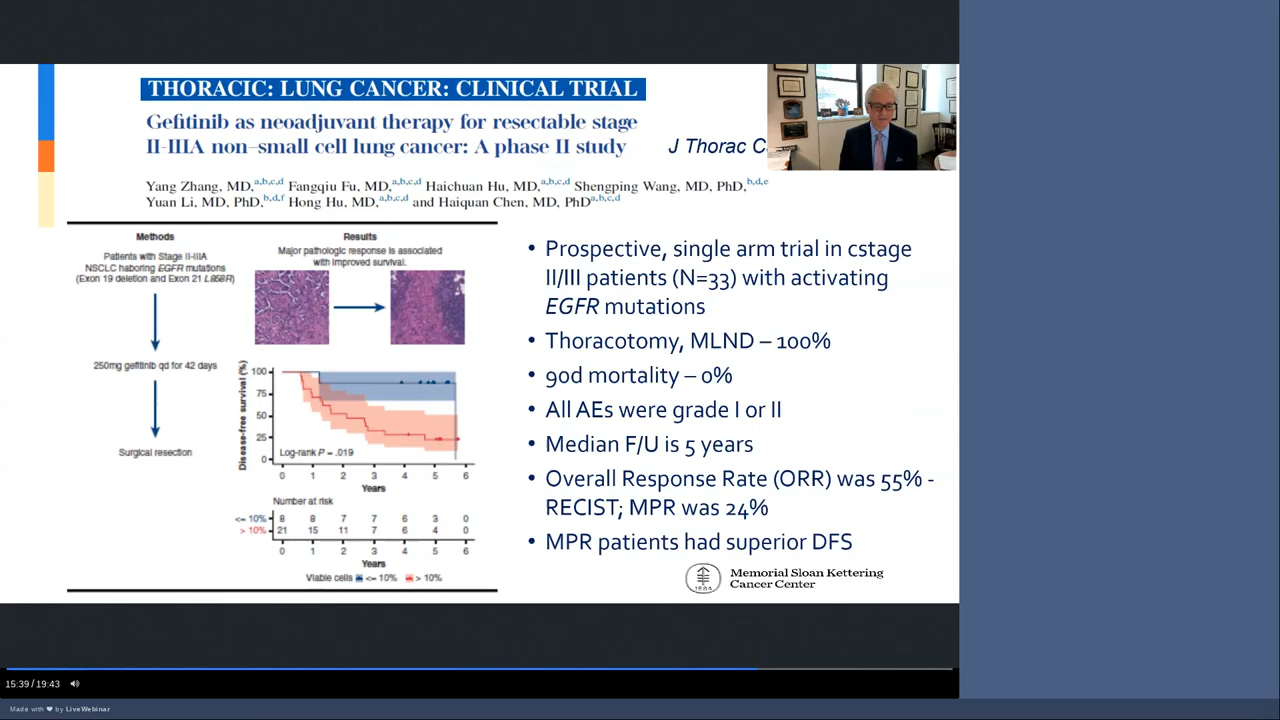 THORACIC: LUNG CANCER: CLINICAL TRIAL
Gefitinib as neoadjuvant therapy for resectable stage
II-IIIA non–small cell lung cancer: A phase II study
J Thorac C
Yang Zhang, MD,a,b,c,d Fangqiu Fu, MD,a,b,c,d Haichuan Hu, MD,a,b,c,d Shengping Wang, MD, PhD,b,d,e
Yuan Li, MD, PhD,b,d,f Hong Hu, MD,a,b,c,d and Haiquan Chen, MD, PhDa,b,c,d
Methods
Patients with Stage II-IIIA
NSCLC haboring EGFR mutations
(Exon 19 deletion and Exon 21 L858R)
250mg gefitinib qd for 42 days
Surgical resection
Results
Major pathologic response is associated
with improved survival.
Disease-free survival (%)
100
75
50
25
0
Log-rank P = .019
0 1 2 3 4 5 6
Years
Number at risk
<= 10% 8 8 7 7 6 3 0
> 10% 21 15 11 7 6 4 0
0 1 2 3 4 5 6
Years
Viable cells <= 10% > 10%
• Prospective, single arm trial in cstage
II/III patients (N=33) with activating
EGFR mutations
• Thoracotomy, MLND – 100%
• 90d mortality – 0%
• All AEs were grade I or II
• Median F/U is 5 years
• Overall Response Rate (ORR) was 55% -
RECIST; MPR was 24%
• MPR patients had superior DFS
Memorial Sloan Kettering
Cancer Center
15:39 / 19:43
Made with ❤ by LiveWebinar